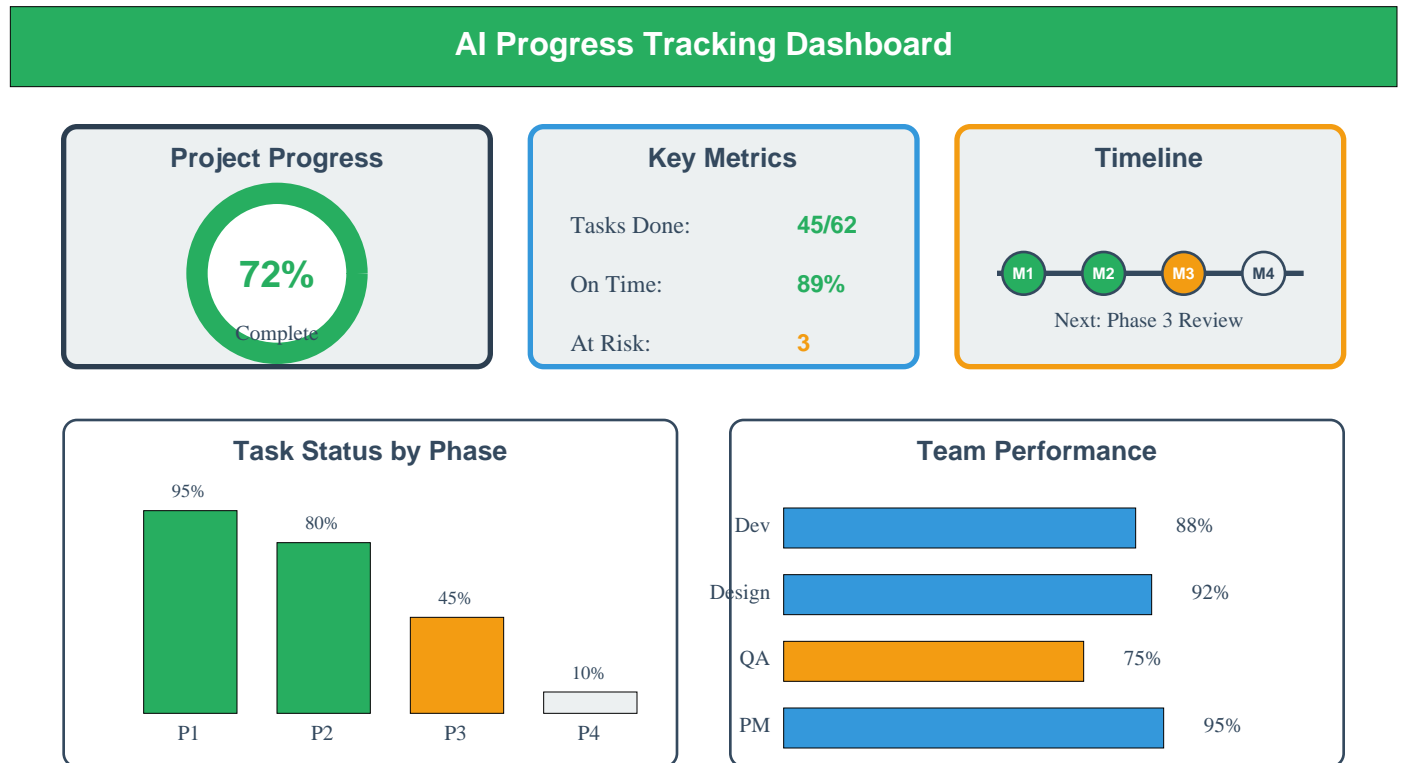 AI Progress Tracking Dashboard
Project Progress
72%
Complete
Key Metrics
Tasks Done: 45/62
On Time: 89%
At Risk: 3
Timeline
M1 M2 M3 M4
Next: Phase 3 Review
Task Status by Phase
95%
80%
45%
10%
P1 P2 P3 P4
Team Performance
Dev 88%
Design 92%
QA 75%
PM 95%